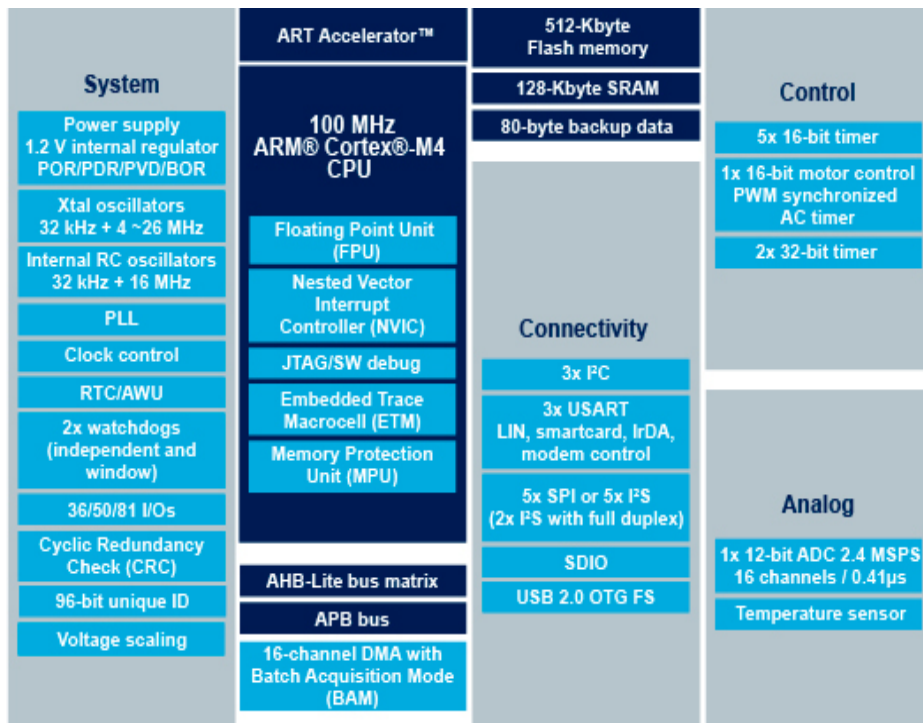 System
Power supply
1.2 V internal regulator
POR/PDR/PVD/BOR
Xtal oscillators
32 kHz + 4 ~26 MHz
Internal RC oscillators
32 kHz + 16 MHz
PLL
Clock control
RTC/AWU
2x watchdogs
(independent and
window)
36/50/81 I/Os
Cyclic Redundancy
Check (CRC)
96-bit unique ID
Voltage scaling
ART Accelerator™
100 MHz
ARM® Cortex®-M4
CPU
Floating Point Unit
(FPU)
Nested Vector
Interrupt
Controller (NVIC)
JTAG/SW debug
Embedded Trace
Macrocell (ETM)
Memory Protection
Unit (MPU)
AHB-Lite bus matrix
APB bus
16-channel DMA with
Batch Acquisition Mode
(BAM)
512-Kbyte
Flash memory
128-Kbyte SRAM
80-byte backup data
Connectivity
3x I²C
3x USART
LIN, smartcard, IrDA,
modem control
5x SPI or 5x I²S
(2x I²S with full duplex)
SDIO
USB 2.0 OTG FS
Control
5x 16-bit timer
1x 16-bit motor control
PWM synchronized
AC timer
2x 32-bit timer
Analog
1x 12-bit ADC 2.4 MSPS
16 channels / 0.41µs
Temperature sensor